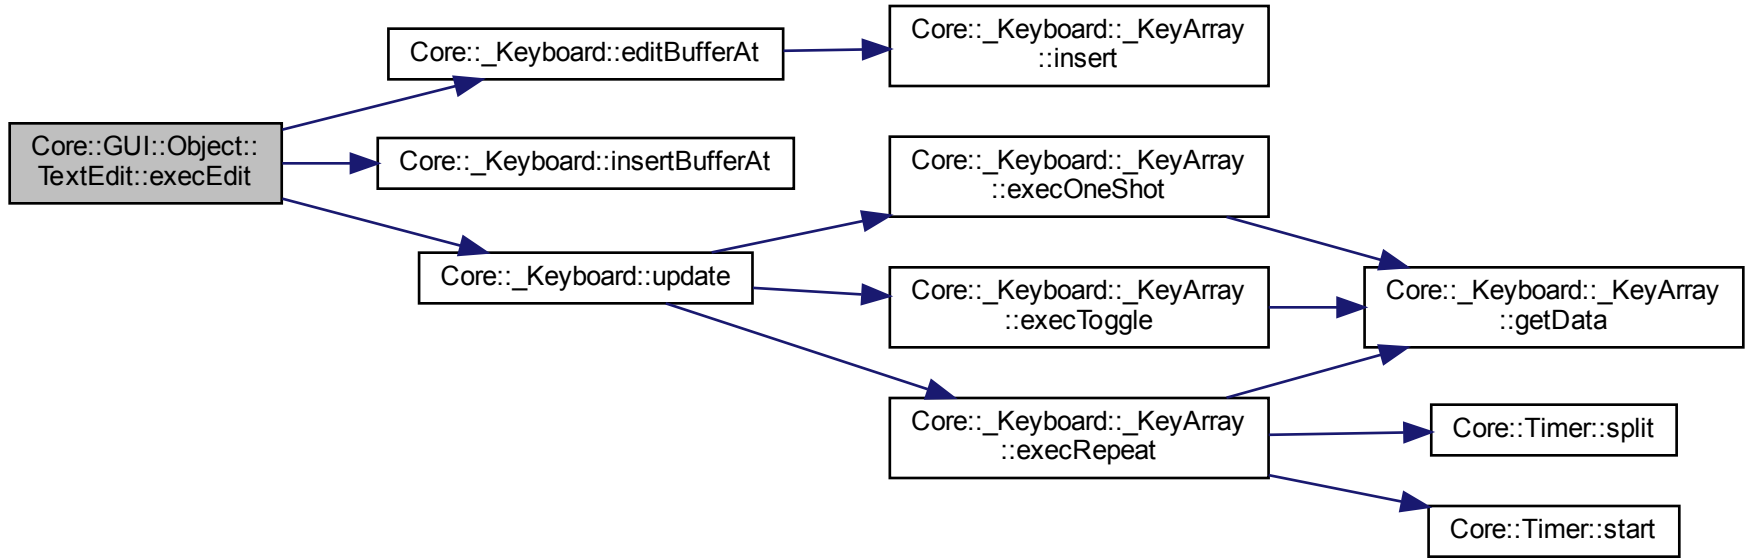 Core::GUI::Object::
TextEdit::execEdit
Core::_Keyboard::editBufferAt
Core::_Keyboard::_KeyArray
::insert
Core::_Keyboard::insertBufferAt
Core::_Keyboard::update
Core::_Keyboard::_KeyArray
::execOneShot
Core::_Keyboard::_KeyArray
::execToggle
Core::_Keyboard::_KeyArray
::execRepeat
Core::_Keyboard::_KeyArray
::getData
Core::Timer::split
Core::Timer::start